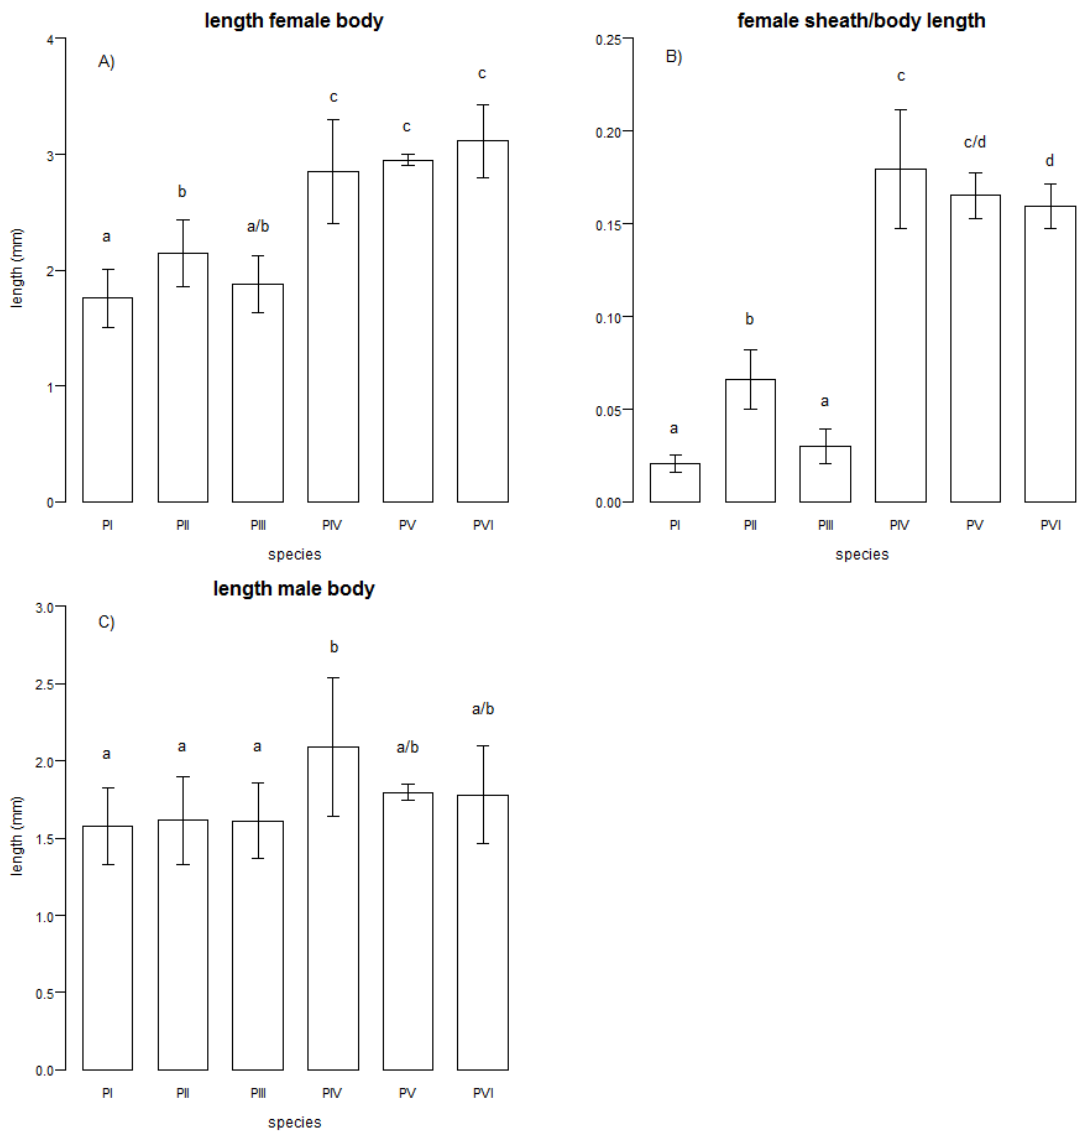 length female body
A)
length (mm)
4
3
2
1
0
a
b
a/b
c
c
c
PI
PII
PIII
PIV
PV
PVI
species
female sheath/body length
B)
0.25
0.20
0.15
0.10
0.05
0.00
a
b
a
c
c/d
d
PI
PII
PIII
PIV
PV
PVI
species
length male body
C)
length (mm)
3.0
2.5
2.0
1.5
1.0
0.5
0.0
a
a
a
b
a/b
a/b
PI
PII
PIII
PIV
PV
PVI
species